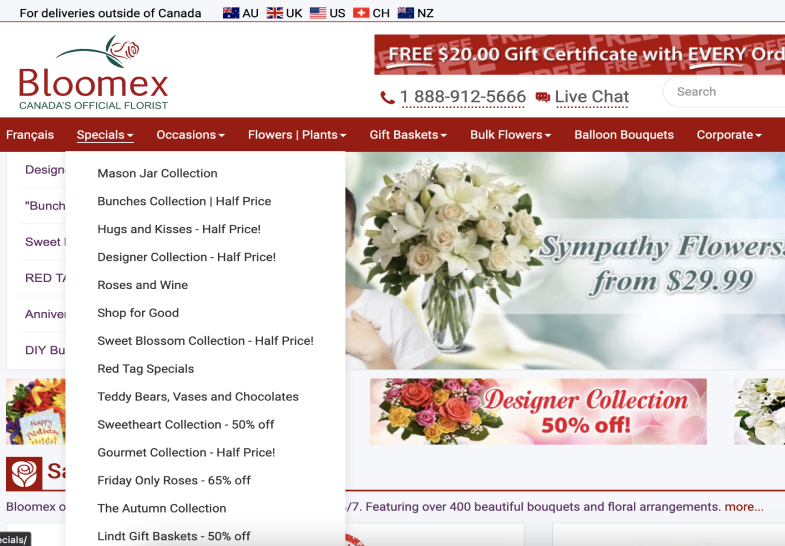 For deliveries outside of Canada AU UK US CH NZ
Bloomex
CANADA'S OFFICIAL FLORIST
FREE $20.00 Gift Certificate with EVERY Ord
1 888-912-5666 Live Chat Search
Français Specials Occasions Flowers | Plants Gift Baskets Bulk Flowers Balloon Bouquets Corporate
Design
"Bunch
Sweet
RED TA
Anniver
DIY Bu
Mason Jar Collection
Bunches Collection | Half Price
Hugs and Kisses - Half Price!
Designer Collection - Half Price!
Roses and Wine
Shop for Good
Sweet Blossom Collection - Half Price!
Red Tag Specials
Teddy Bears, Vases and Chocolates
Sweetheart Collection - 50% off
Gourmet Collection - Half Price!
Friday Only Roses - 65% off
The Autumn Collection
Lindt Gift Baskets - 50% off
Sympathy Flowers
from $29.99
Happy
Birthday
Designer Collection
50% off!
Sa
Bloomex o /7. Featuring over 400 beautiful bouquets and floral arrangements. more...
ecials/